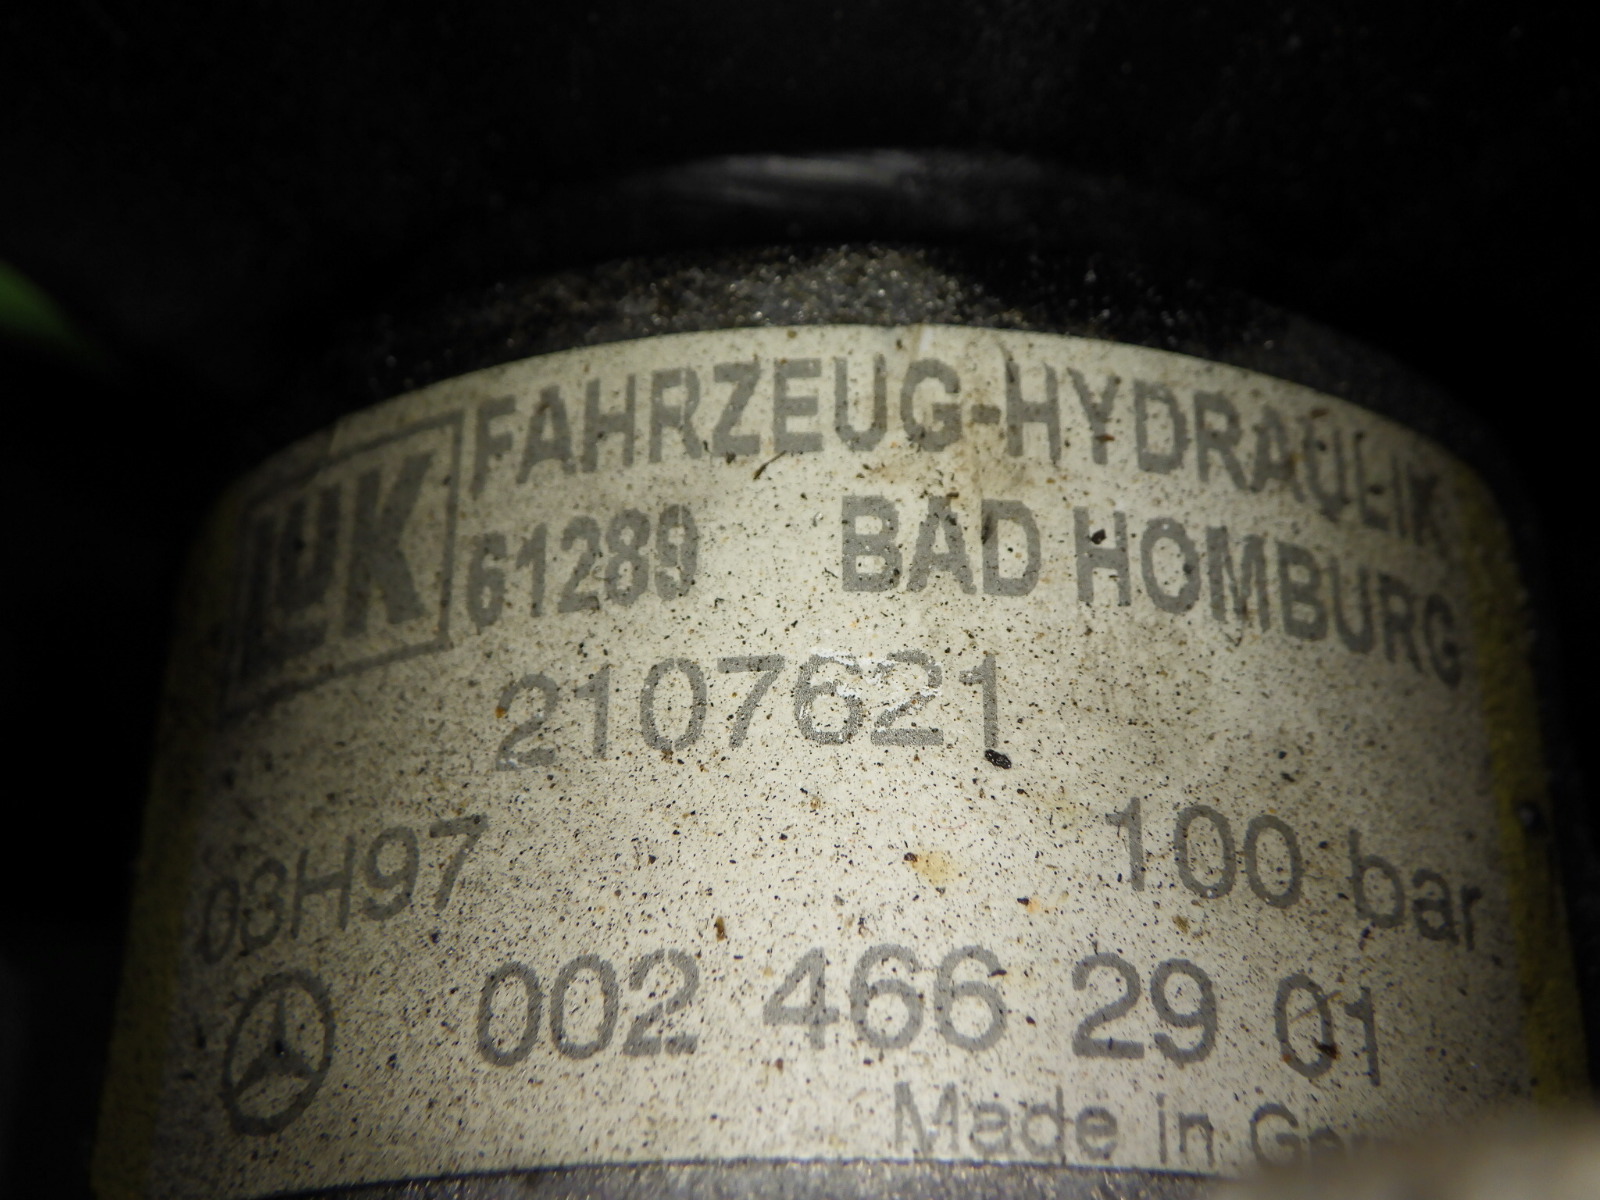 LUK FAHRZEUG-HYDRAULIK
61289 BAD HOMBURG
2107621
03H97 100 bar
002 466 29 01
Made in